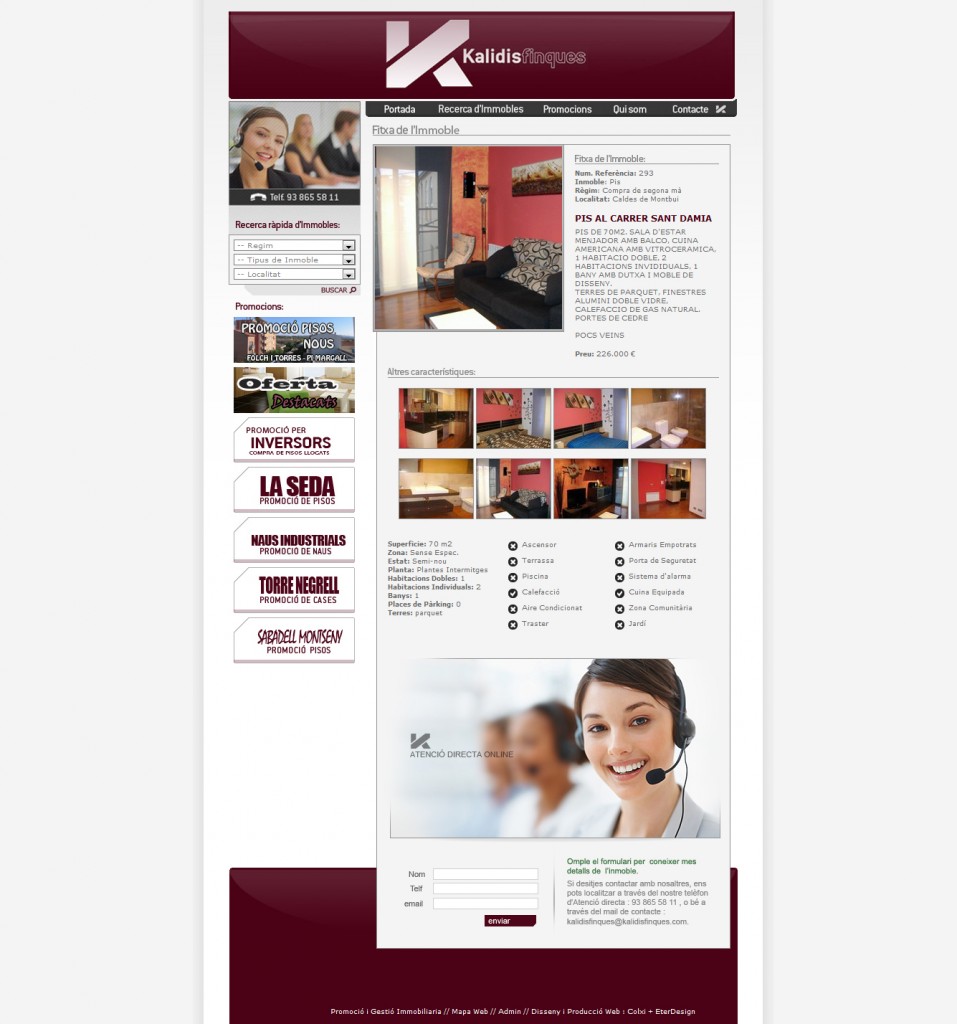 Kalidisfinques
Portada
Recerca d'Immobles
Promocions
Qui som
Contacte
Telf. 93 865 58 11
Recerca ràpida d'Immobles:
-- Regim
-- Tipus de Inmoble
-- Localitat
BUSCAR
Promocions:
PROMOCIÓ PISOS
NOUS
FOLCH I TORRES - PI MARGALL
Oferta
Destacats
PROMOCIÓ PER
INVERSORS
COMPRA DE PISOS LLOGATS
LA SEDA
PROMOCIÓ DE PISOS
NAUS INDUSTRIALS
PROMOCIÓ DE NAUS
TORRE NEGRELL
PROMOCIÓ DE CASES
SABADELL MONTSENY
PROMOCIÓ PISOS
Fitxa de l'Immoble
Fitxa de l'Immoble:
Num. Referència: 293
Inmoble: Pis
Règim: Compra de segona mà
Localitat: Caldes de Montbui
PIS AL CARRER SANT DAMIA
PIS DE 70M2. SALA D'ESTAR
MENJADOR AMB BALCO, CUINA
AMERICANA AMB VITROCERAMICA,
1 HABITACIO DOBLE, 2
HABITACIONS INVIDIDUALS, 1
BANY AMB DUTXA I MOBLE DE
DISSENY.
TERRES DE PARQUET, FINESTRES
ALUMINI DOBLE VIDRE,
CALEFACCIO DE GAS NATURAL.
PORTES DE CEDRE
POCS VEINS
Preu: 226.000 €
Altres característiques:
Superfície: 70 m2
Zona: Sense Espec.
Estat: Semi-nou
Planta: Plantes Intermitges
Habitacions Dobles: 1
Habitacions Individuals: 2
Banys: 1
Places de Pàrking: 0
Terres: parquet
Ascensor
Terrassa
Piscina
Calefacció
Aire Condicionat
Traster
Armaris Empotrats
Porta de Seguretat
Sistema d'alarma
Cuina Equipada
Zona Comunitària
Jardí
ATENCIÓ DIRECTA ONLINE
Nom
Telf
email
enviar
Omple el formulari per coneixer mes
detalls de l'inmoble.
Si desitjes contactar amb nosaltres, ens
pots localitzar a través del nostre telèfon
d'Atenció directa : 93 865 58 11 , o bé a
través del mail de contacte :
kalidisfinques@kalidisfinques.com.
Promoció i Gestió Immobiliaria // Mapa Web // Admin // Disseny i Producció Web : Colxi + EterDesign